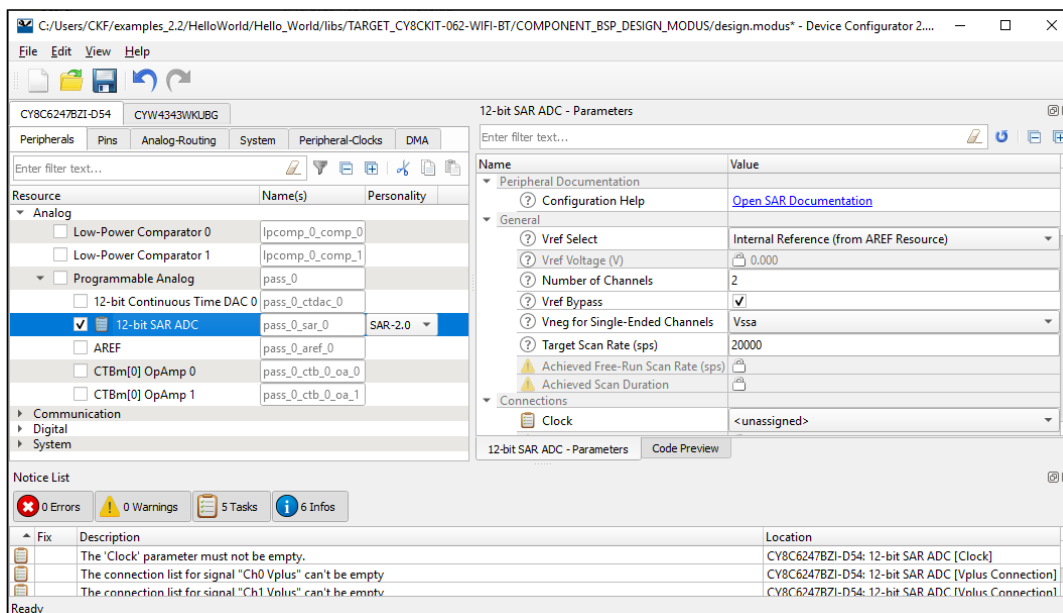 C:/Users/CKF/examples_2.2/HelloWorld/Hello_World/libs/TARGET_CY8CKIT-062-WIFI-BT/COMPONENT_BSP_DESIGN_MODUS/design.modus* - Device Configurator 2....
File Edit View Help
CY8C6247BZI-D54 CYW4343WKUBG
Peripherals Pins Analog-Routing System Peripheral-Clocks DMA
Enter filter text...
Resource Name(s) Personality
Analog
Low-Power Comparator 0 lpcomp_0_comp_0
Low-Power Comparator 1 lpcomp_0_comp_1
Programmable Analog pass_0
12-bit Continuous Time DAC 0 pass_0_ctdac_0
12-bit SAR ADC pass_0_sar_0 SAR-2.0
AREF pass_0_aref_0
CTBm[0] OpAmp 0 pass_0_ctb_0_oa_0
CTBm[0] OpAmp 1 pass_0_ctb_0_oa_1
Communication
Digital
System
12-bit SAR ADC - Parameters
Enter filter text...
Name Value
Peripheral Documentation
Configuration Help Open SAR Documentation
General
Vref Select Internal Reference (from AREF Resource)
Vref Voltage (V) 0.000
Number of Channels 2
Vref Bypass
Vneg for Single-Ended Channels Vssa
Target Scan Rate (sps) 20000
Achieved Free-Run Scan Rate (sps)
Achieved Scan Duration
Connections
Clock <unassigned>
12-bit SAR ADC - Parameters Code Preview
Notice List
0 Errors 0 Warnings 5 Tasks 6 Infos
Fix Description Location
The 'Clock' parameter must not be empty. CY8C6247BZI-D54: 12-bit SAR ADC [Clock]
The connection list for signal "Ch0 Vplus" can't be empty CY8C6247BZI-D54: 12-bit SAR ADC [Vplus Connection]
The connection list for signal "Ch1 Vplus" can't be empty CY8C6247BZI-D54: 12-bit SAR ADC [Vplus Connection]
Ready